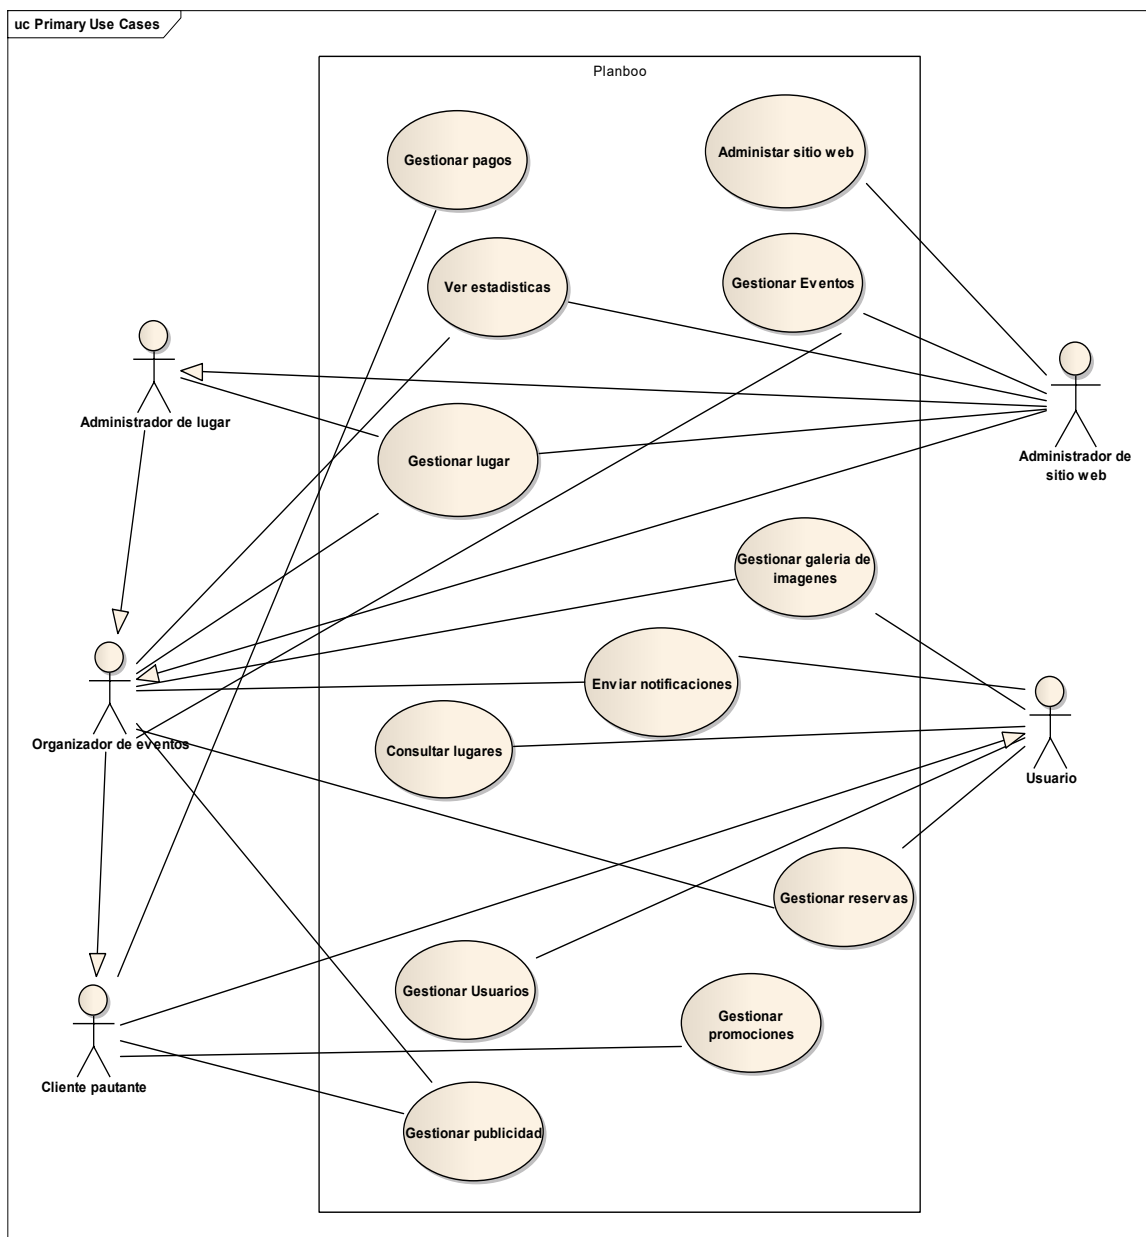 uc Primary Use Cases
Planboo
Gestionar pagos
Administar sitio web
Ver estadisticas
Gestionar Eventos
Administrador de lugar
Gestionar lugar
Administrador de
sitio web
Gestionar galeria de
imagenes
Enviar notificaciones
Organizador de eventos
Consultar lugares
Usuario
Gestionar reservas
Gestionar Usuarios
Gestionar
promociones
Cliente pautante
Gestionar publicidad